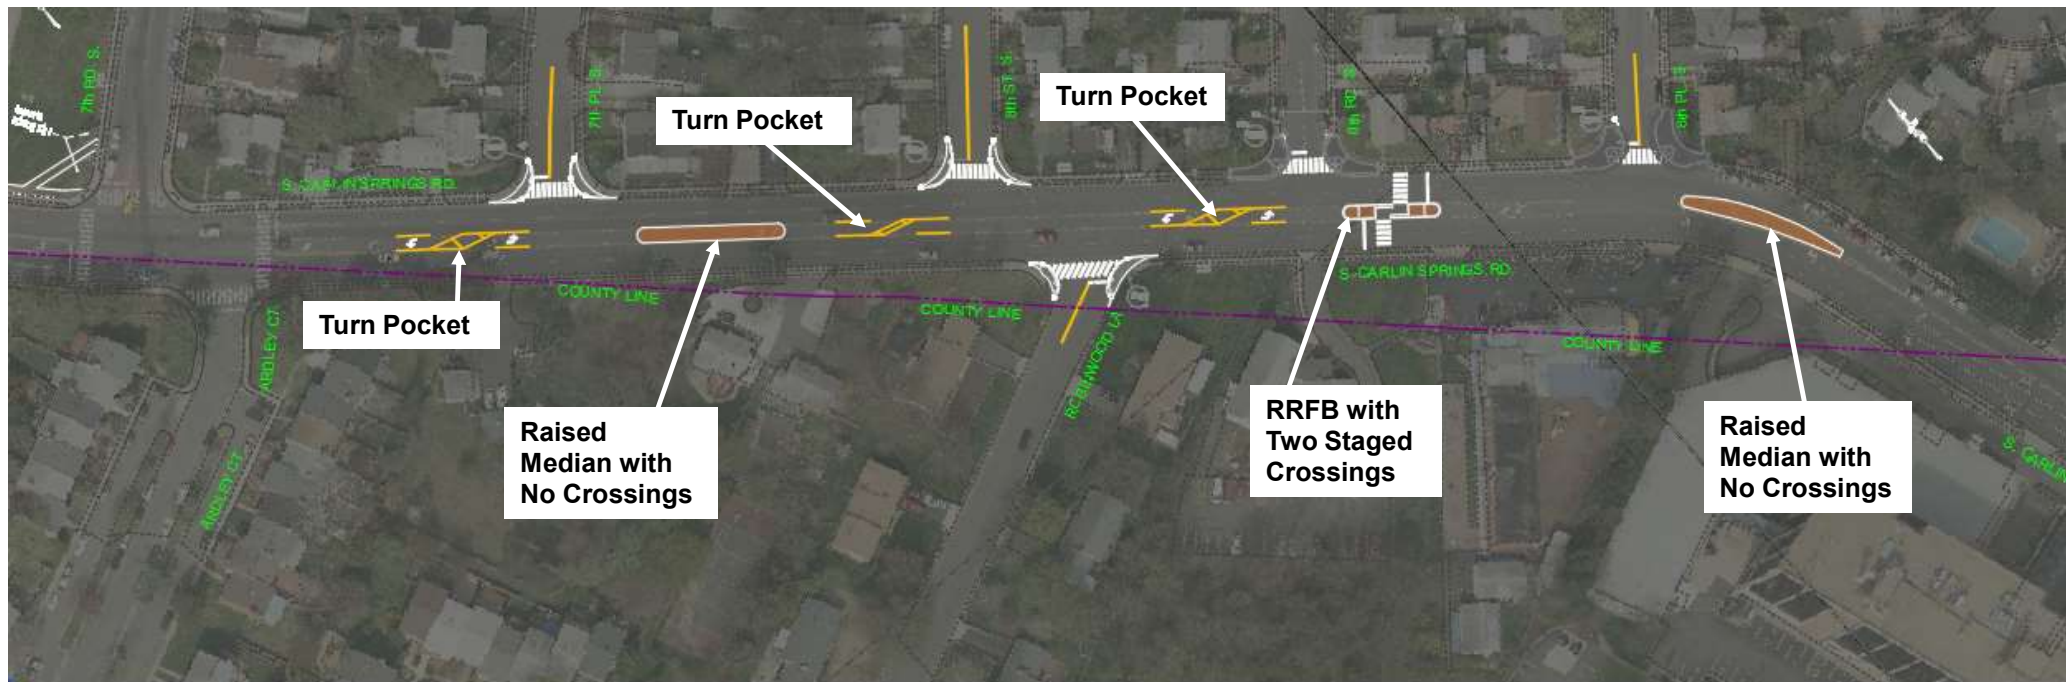 7th RD. S.
7th PL. S.
8th ST. S.
8th RD. S.
8th PL. S.
Turn Pocket
Turn Pocket
S. CARLIN SPRINGS RD.
S. CARLIN SPRINGS RD.
COUNTY LINE
COUNTY LINE
COUNTY LINE
Turn Pocket
ARDLEY CT
ROBINWOOD LA
Raised
Median with
No Crossings
RRFB with
Two Staged
Crossings
Raised
Median with
No Crossings
ARDLEY CT
S. CARLIN